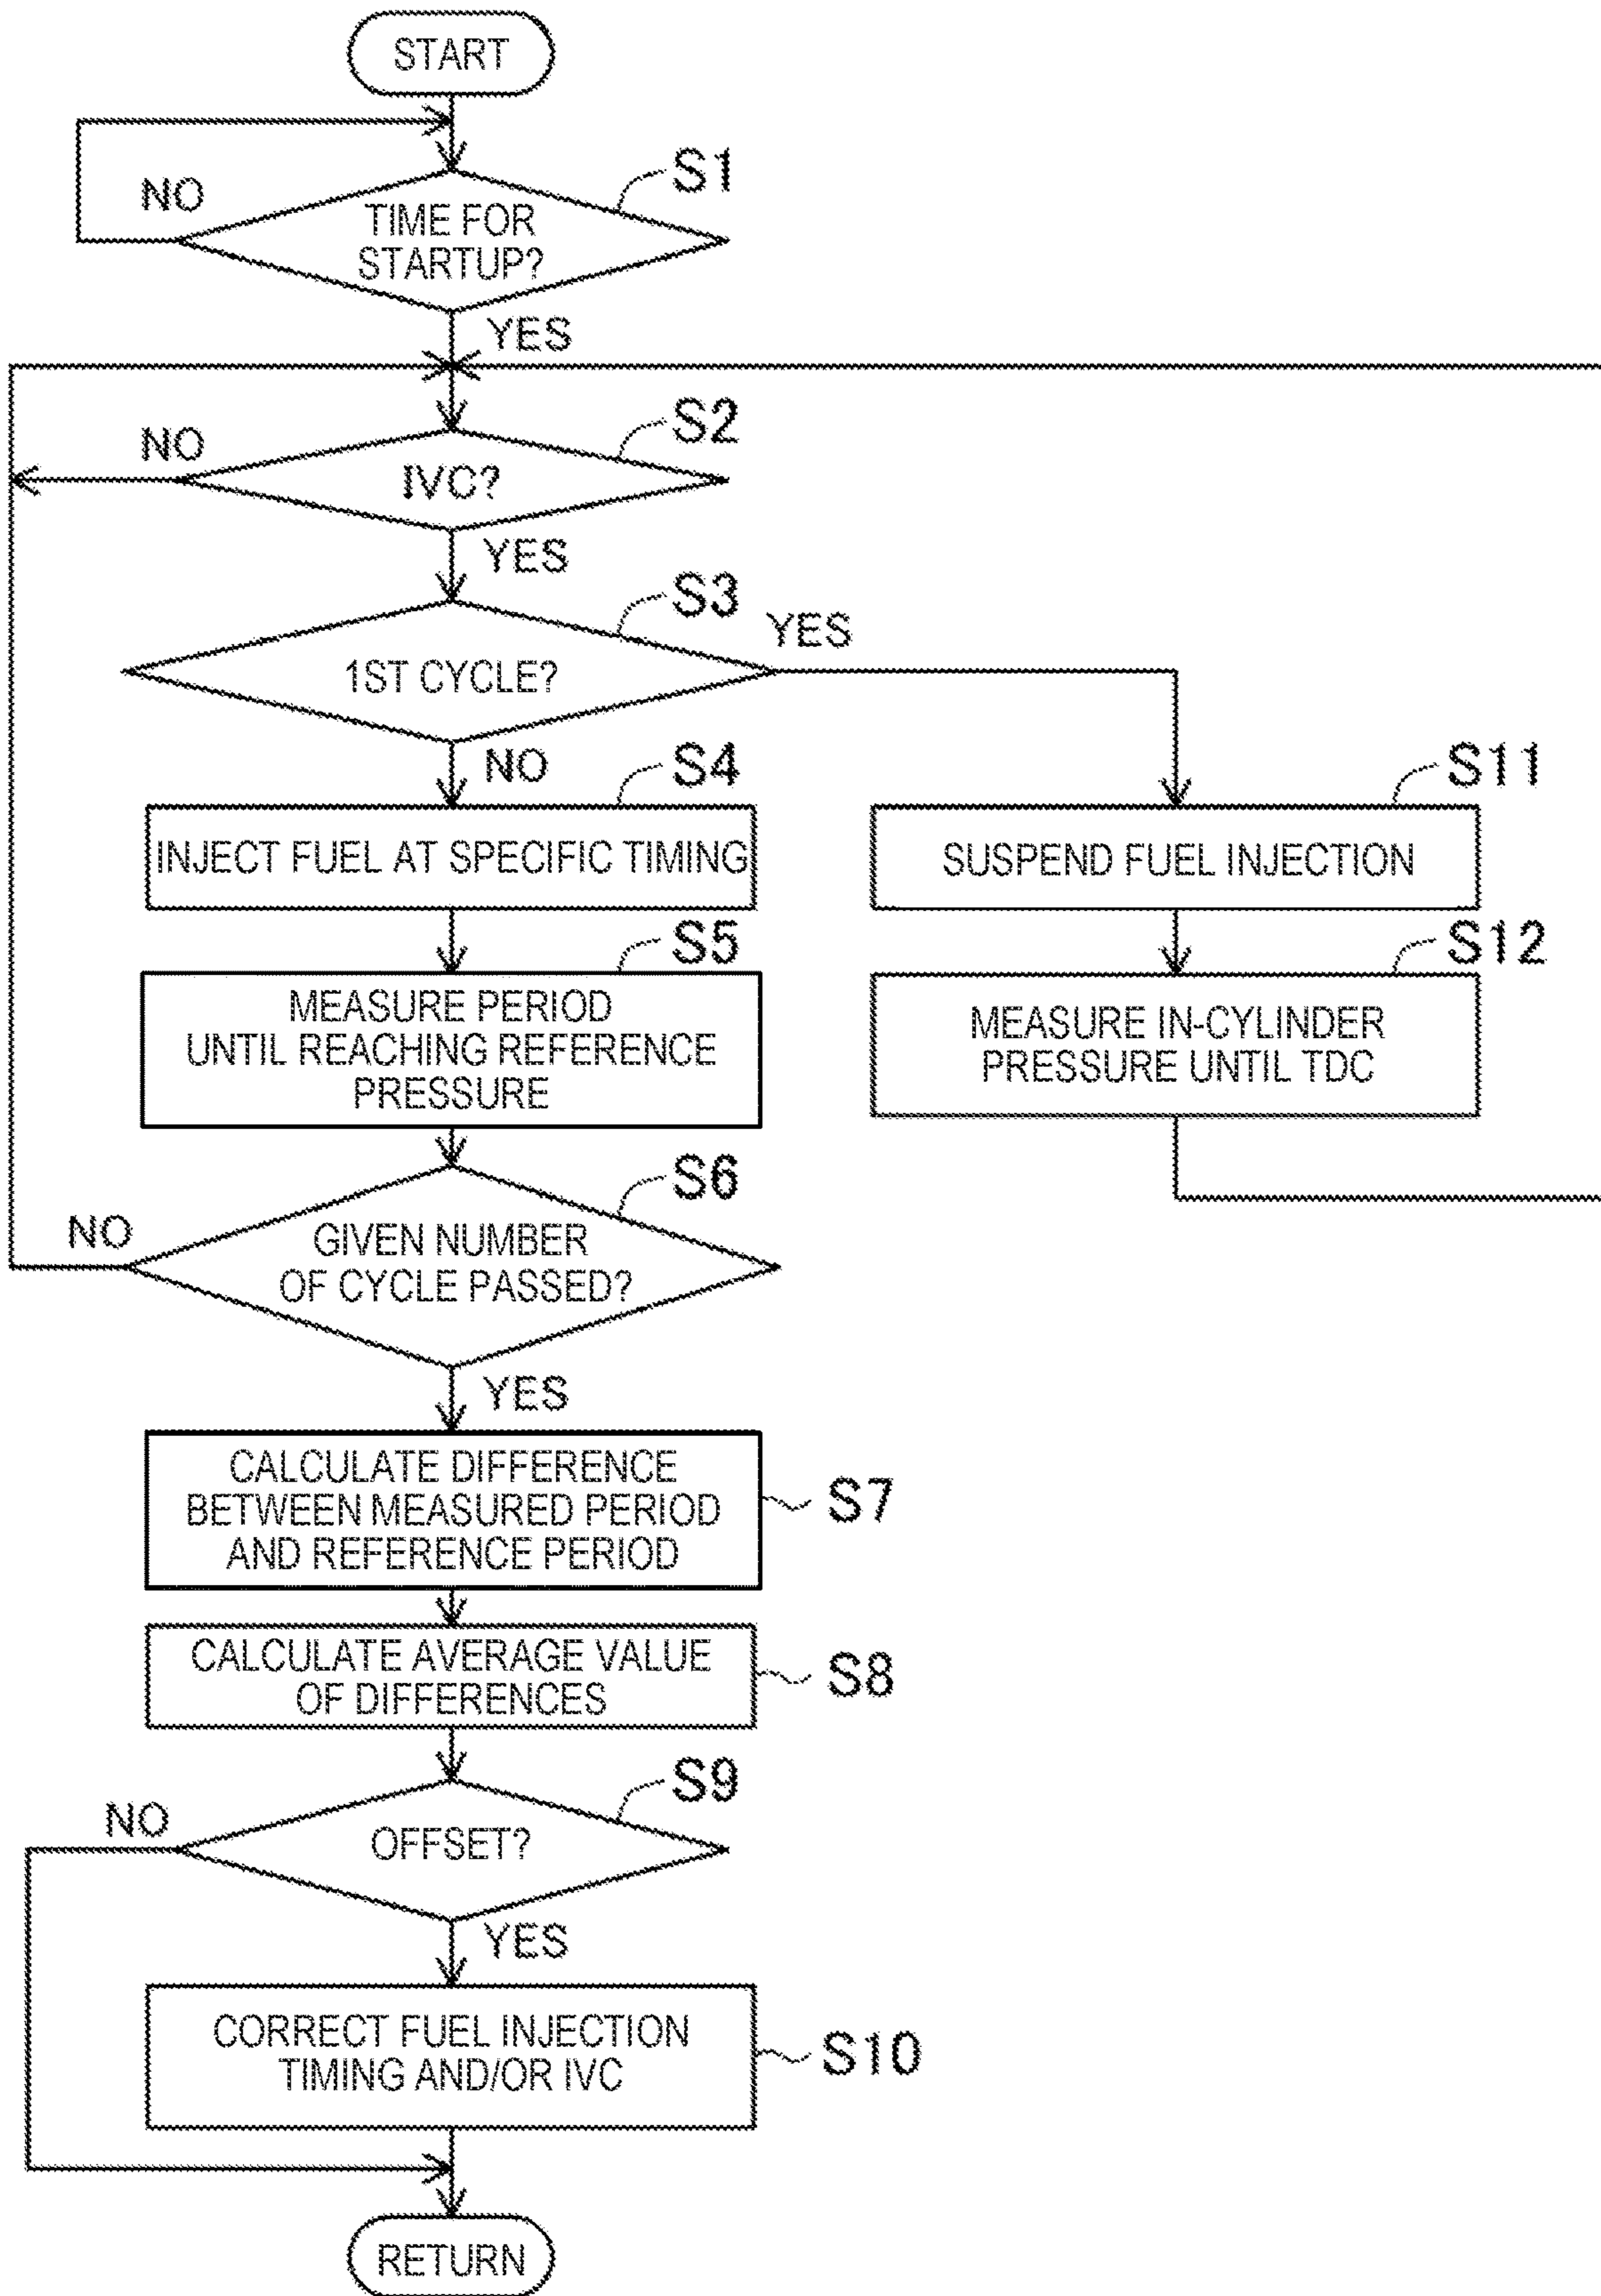 START
S1
NO
TIME FOR
STARTUP?
YES
S2
NO
IVC?
YES
S3
YES
1ST CYCLE?
NO
S4
S11
INJECT FUEL AT SPECIFIC TIMING
SUSPEND FUEL INJECTION
S5
S12
MEASURE PERIOD
UNTIL REACHING REFERENCE
PRESSURE
MEASURE IN-CYLINDER
PRESSURE UNTIL TDC
S6
NO
GIVEN NUMBER
OF CYCLE PASSED?
YES
CALCULATE DIFFERENCE
BETWEEN MEASURED PERIOD
AND REFERENCE PERIOD
S7
CALCULATE AVERAGE VALUE
OF DIFFERENCES
S8
S9
NO
OFFSET?
YES
CORRECT FUEL INJECTION
TIMING AND/OR IVC
S10
RETURN